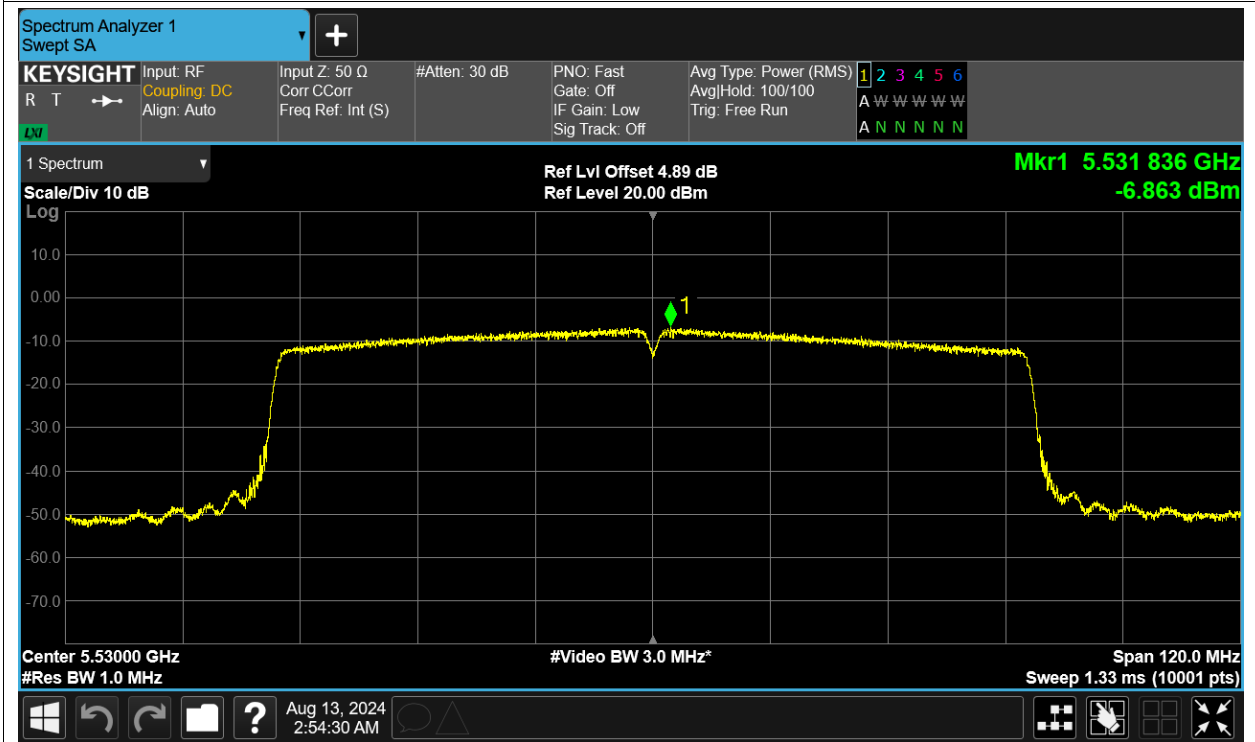 Spectrum Analyzer 1
Swept SA
KEYSIGHT
R T
LXI
Input: RF
Coupling: DC
Align: Auto
Input Z: 50 Ω
Corr CCorr
Freq Ref: Int (S)
#Atten: 30 dB
PNO: Fast
Gate: Off
IF Gain: Low
Sig Track: Off
Avg Type: Power (RMS)
Avg|Hold: 100/100
Trig: Free Run
1 2 3 4 5 6
A W W W W W
A N N N N N
1 Spectrum
Scale/Div 10 dB
Log
Ref Lvl Offset 4.89 dB
Ref Level 20.00 dBm
Mkr1 5.531 836 GHz
-6.863 dBm
10.0
0.00
1
-10.0
-20.0
-30.0
-40.0
-50.0
-60.0
-70.0
Center 5.53000 GHz
#Res BW 1.0 MHz
#Video BW 3.0 MHz*
Span 120.0 MHz
Sweep 1.33 ms (10001 pts)
?
Aug 13, 2024
2:54:30 AM